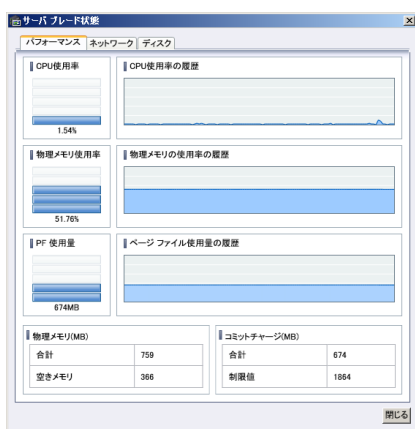 サーバ ブレード状態
パフォーマンス ネットワーク ディスク
CPU使用率
1.54%
CPU使用率の履歴
物理メモリ使用率
51.76%
物理メモリの使用率の履歴
PF 使用量
674MB
ページ ファイル使用量の履歴
物理メモリ(MB)
合計 759
空きメモリ 366
コミットチャージ(MB)
合計 674
制限値 1864
閉じる